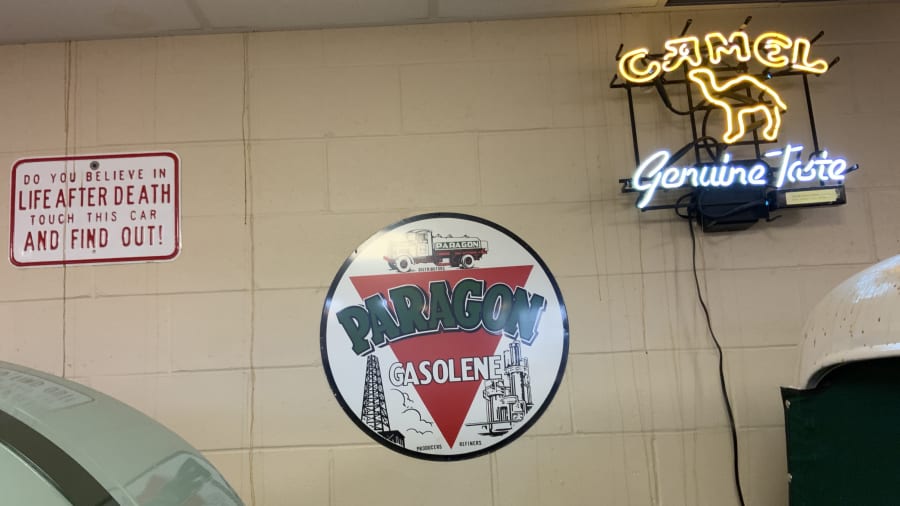 DO YOU BELIEVE IN
LIFE AFTER DEATH
TOUCH THIS CAR
AND FIND OUT!
PARAGON
DISTRIBUTORS
PARAGON
GASOLENE
PRODUCERS REFINERS
CAMEL
Genuine Taste